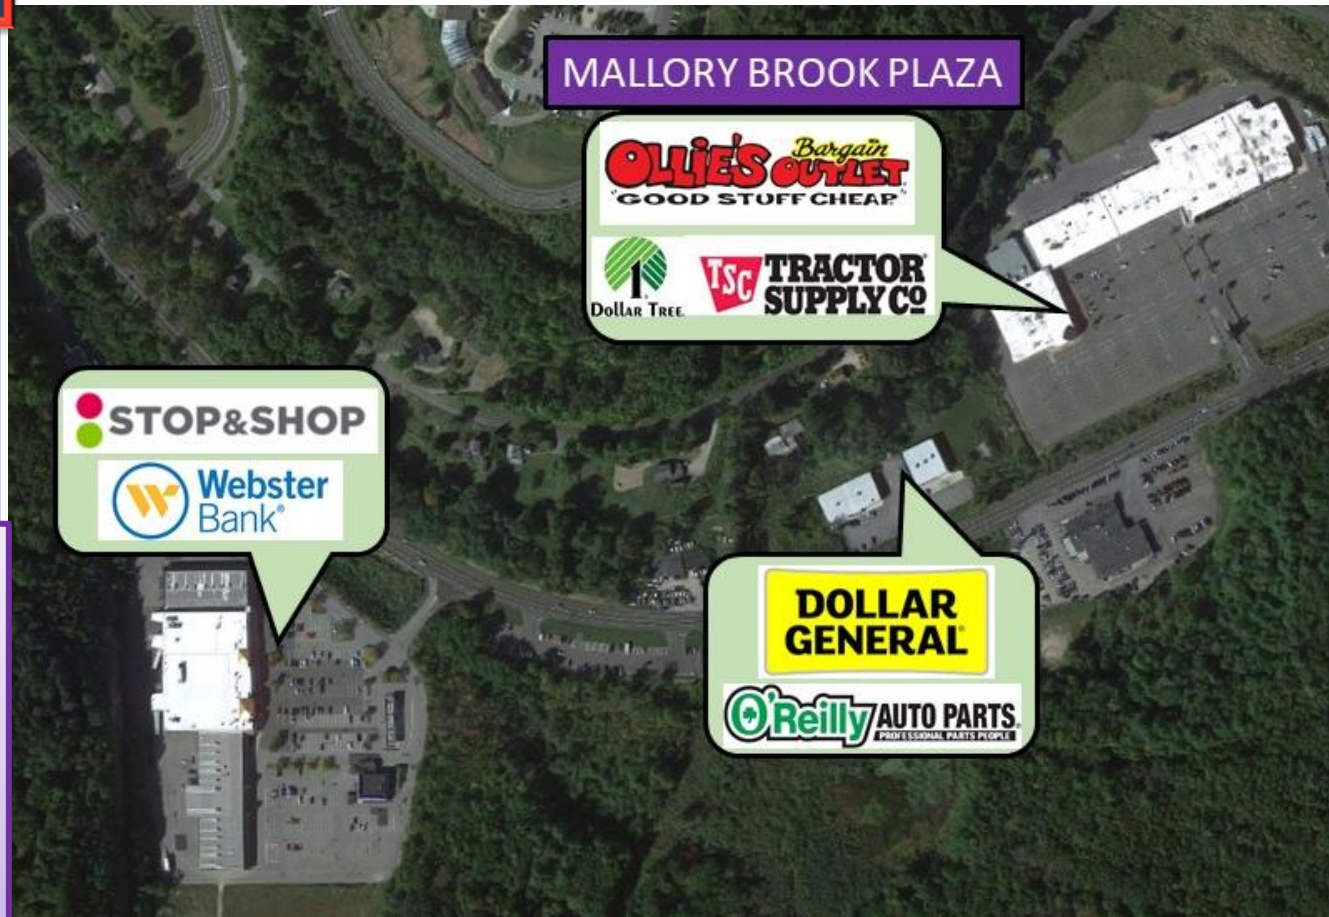 MALLORY BROOK PLAZA
OLLIE'S Bargain OUTLET
"GOOD STUFF CHEAP"
1
Dollar Tree
TSC TRACTOR SUPPLY CO
STOP&SHOP
Webster
Bank
DOLLAR
GENERAL
O'Reilly AUTO PARTS
PROFESSIONAL PARTS PEOPLE